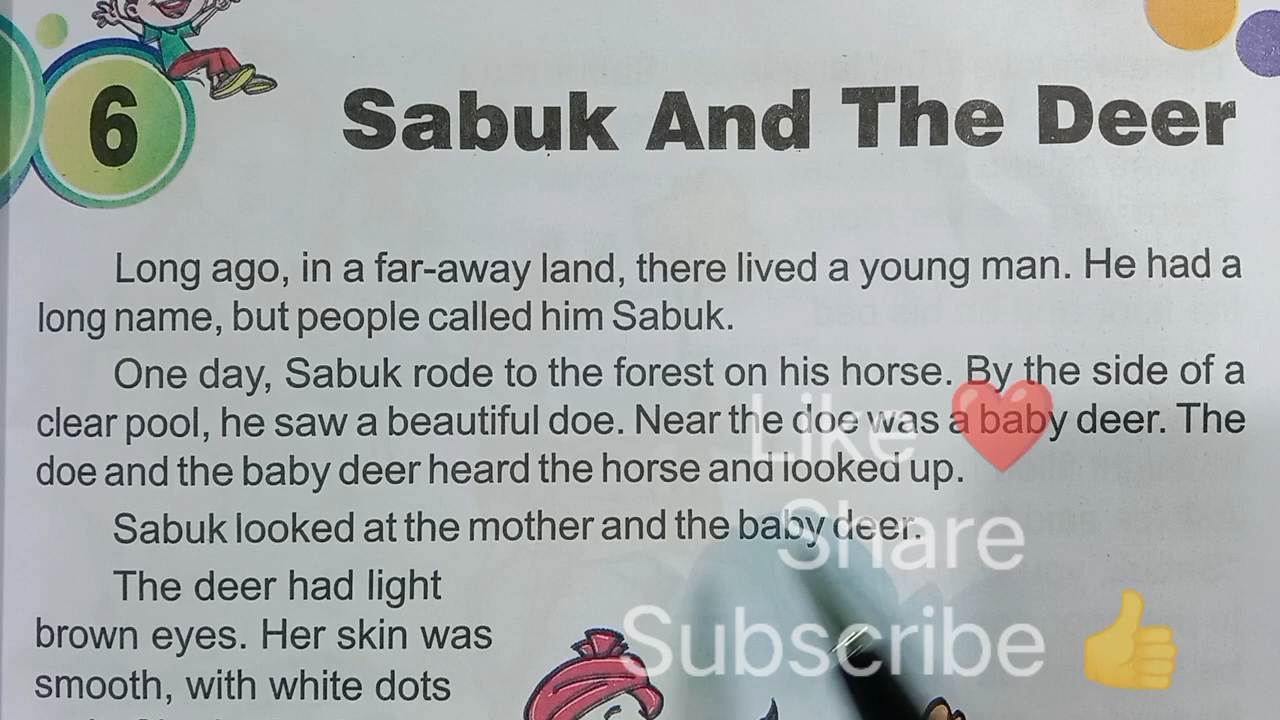 6
Sabuk And The Deer
Long ago, in a far-away land, there lived a young man. He had a
long name, but people called him Sabuk.
One day, Sabuk rode to the forest on his horse. By the side of a
clear pool, he saw a beautiful doe. Near the doe was a baby deer. The
doe and the baby deer heard the horse and looked up.
Like ❤️
Sabuk looked at the mother and the baby deer.
Share
The deer had light
brown eyes. Her skin was
Subscribe 👍
smooth, with white dots